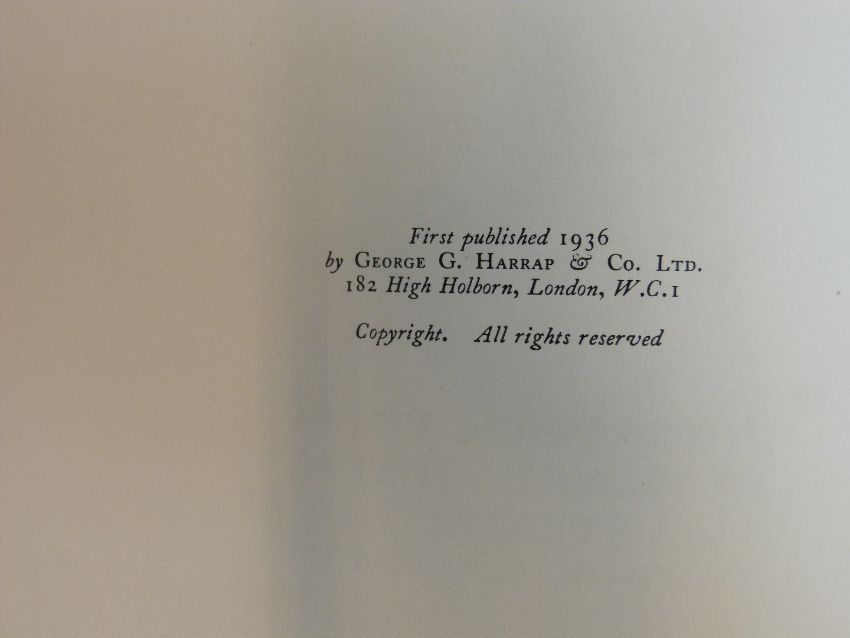 First published 1936
by GEORGE G. HARRAP & CO. LTD.
182 High Holborn, London, W.C.1
Copyright. All rights reserved